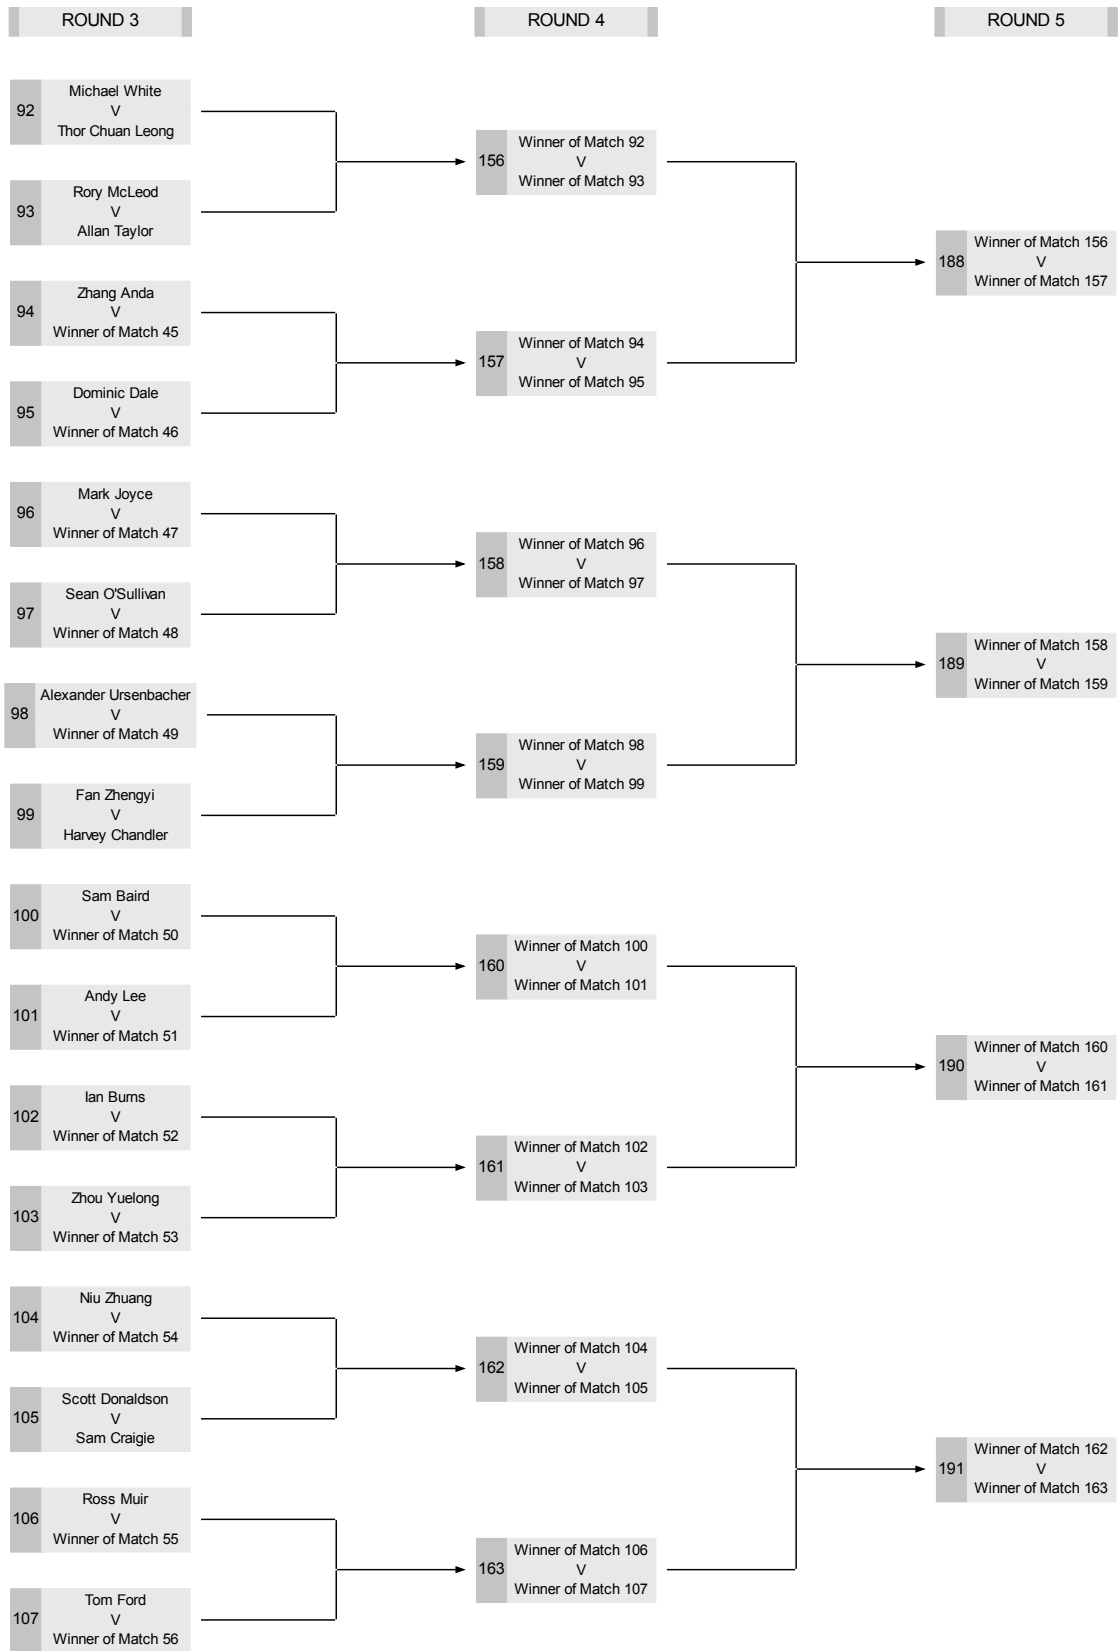 ROUND 3
ROUND 4
ROUND 5
92
Michael White
V
Thor Chuan Leong
93
Rory McLeod
V
Allan Taylor
94
Zhang Anda
V
Winner of Match 45
95
Dominic Dale
V
Winner of Match 46
96
Mark Joyce
V
Winner of Match 47
97
Sean O'Sullivan
V
Winner of Match 48
98
Alexander Ursenbacher
V
Winner of Match 49
99
Fan Zhengyi
V
Harvey Chandler
100
Sam Baird
V
Winner of Match 50
101
Andy Lee
V
Winner of Match 51
102
Ian Burns
V
Winner of Match 52
103
Zhou Yuelong
V
Winner of Match 53
104
Niu Zhuang
V
Winner of Match 54
105
Scott Donaldson
V
Sam Craigie
106
Ross Muir
V
Winner of Match 55
107
Tom Ford
V
Winner of Match 56
156
Winner of Match 92
V
Winner of Match 93
157
Winner of Match 94
V
Winner of Match 95
158
Winner of Match 96
V
Winner of Match 97
159
Winner of Match 98
V
Winner of Match 99
160
Winner of Match 100
V
Winner of Match 101
161
Winner of Match 102
V
Winner of Match 103
162
Winner of Match 104
V
Winner of Match 105
163
Winner of Match 106
V
Winner of Match 107
188
Winner of Match 156
V
Winner of Match 157
189
Winner of Match 158
V
Winner of Match 159
190
Winner of Match 160
V
Winner of Match 161
191
Winner of Match 162
V
Winner of Match 163